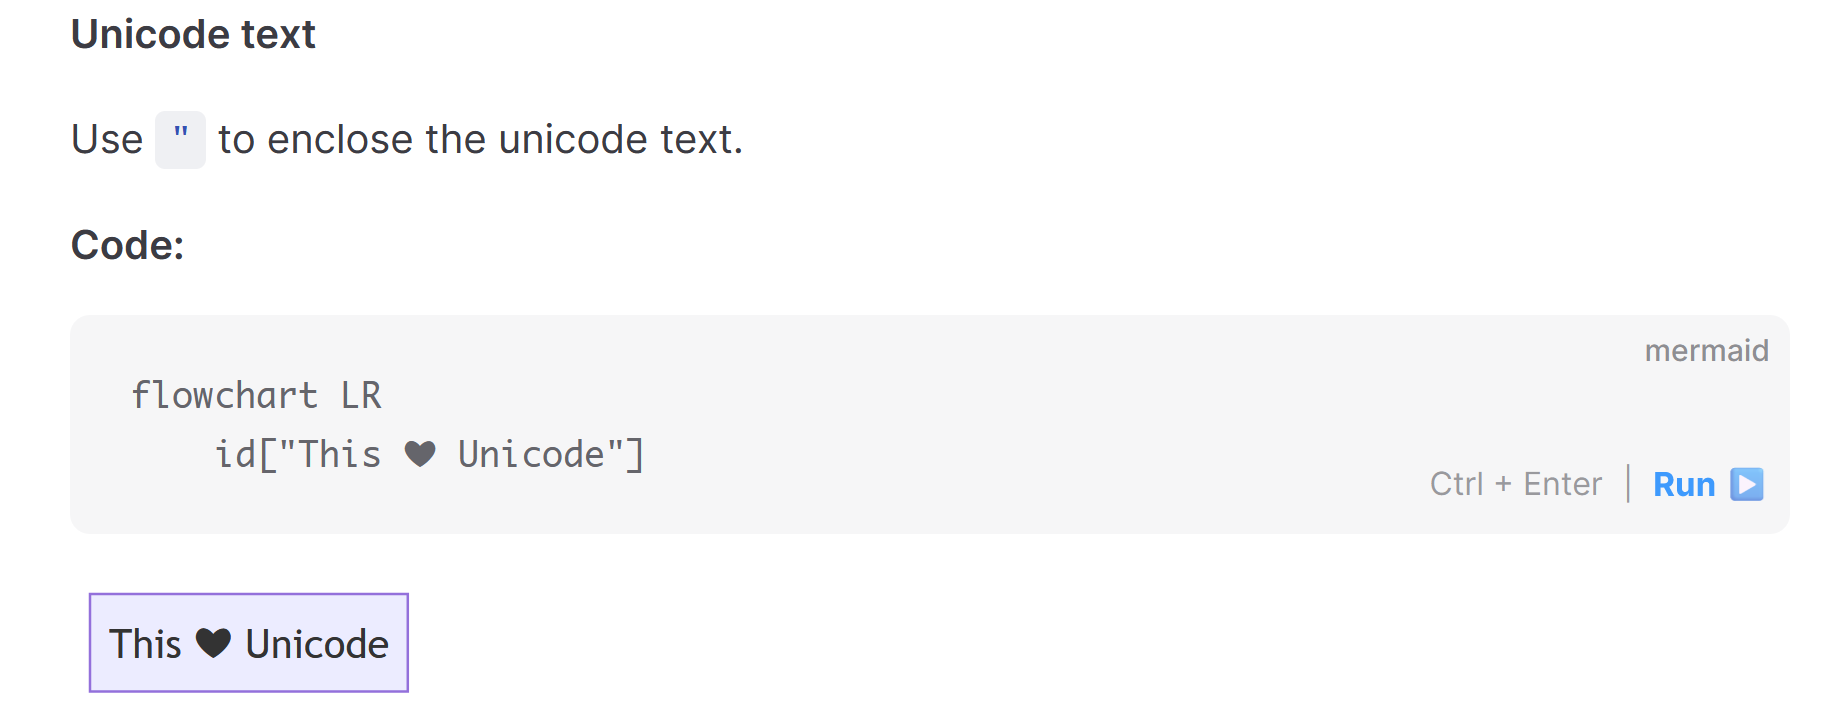 Unicode text
Use " to enclose the unicode text.
Code:
mermaid
flowchart LR
    id["This ❤ Unicode"]
Ctrl + Enter | Run ▶
This ❤ Unicode